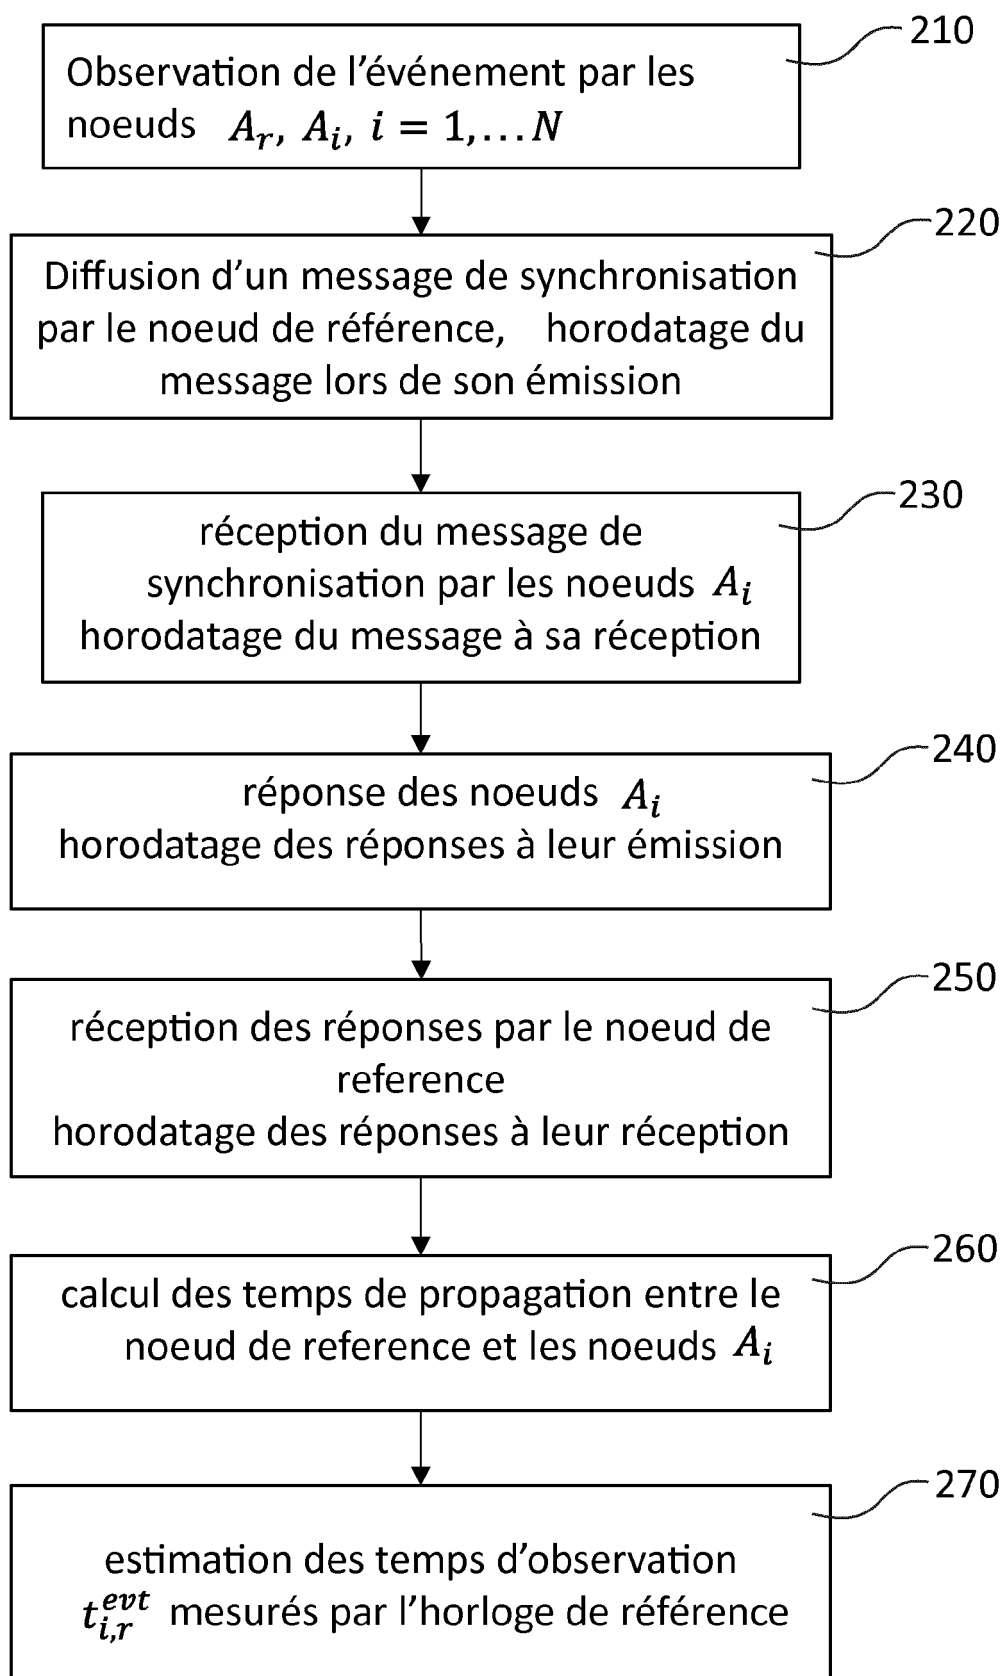 210
Observation de l'événement par les
noeuds A_r, A_i, i = 1,...N
220
Diffusion d'un message de synchronisation
par le noeud de référence, horodatage du
message lors de son émission
230
réception du message de
synchronisation par les noeuds A_i
horodatage du message à sa réception
240
réponse des noeuds A_i
horodatage des réponses à leur émission
250
réception des réponses par le noeud de
reference
horodatage des réponses à leur réception
260
calcul des temps de propagation entre le
noeud de reference et les noeuds A_i
270
estimation des temps d'observation
t_{i,r}^{evt} mesurés par l'horloge de référence